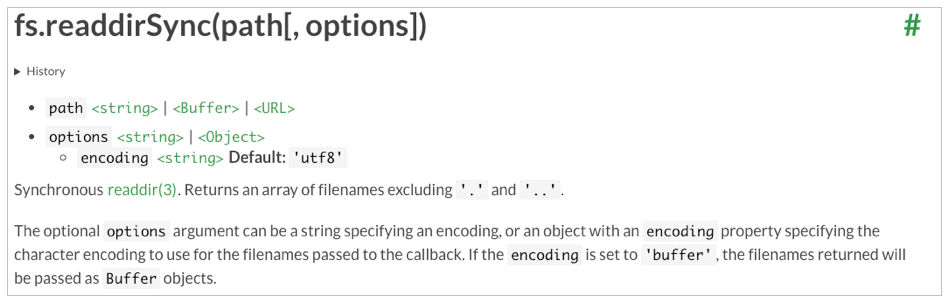 fs.readdirSync(path[, options]) #
▶ History
• path <string> | <Buffer> | <URL>
• options <string> | <Object>
◦ encoding <string> Default: 'utf8'
Synchronous readdir(3). Returns an array of filenames excluding '.' and '..'.
The optional options argument can be a string specifying an encoding, or an object with an encoding property specifying the
character encoding to use for the filenames passed to the callback. If the encoding is set to 'buffer', the filenames returned will
be passed as Buffer objects.